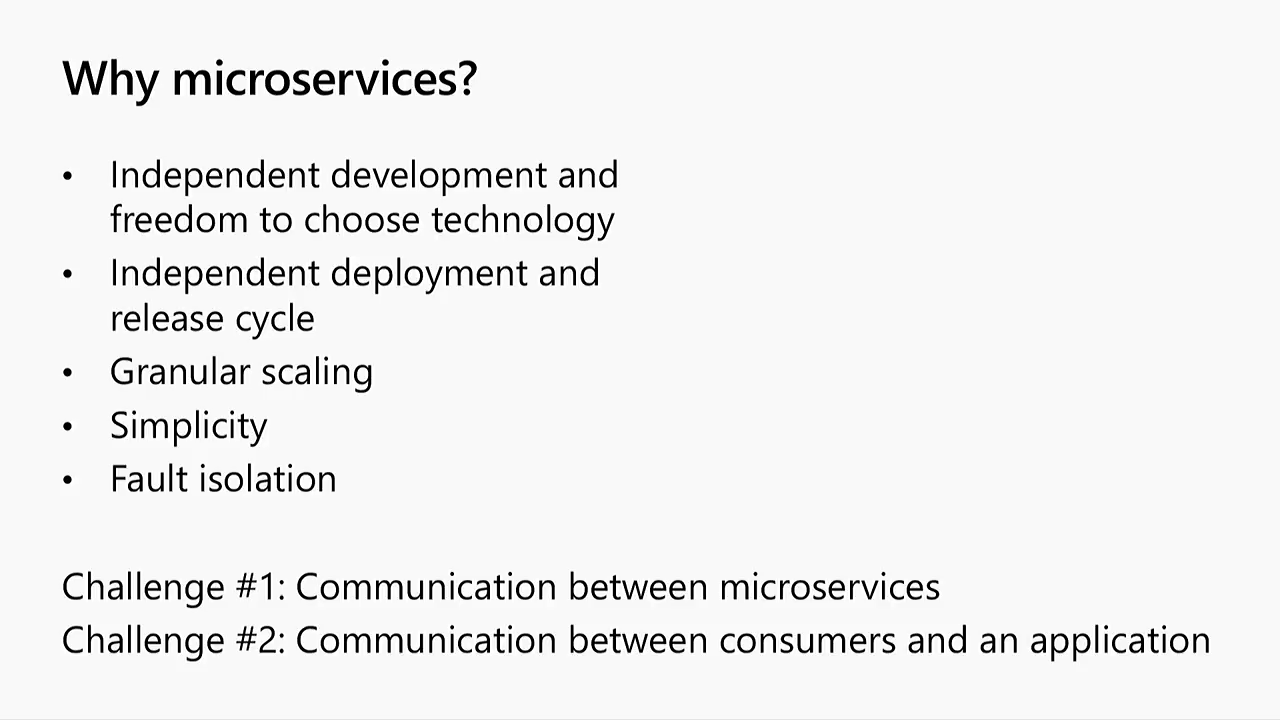 Why microservices?
• Independent development and
freedom to choose technology
• Independent deployment and
release cycle
• Granular scaling
• Simplicity
• Fault isolation
Challenge #1: Communication between microservices
Challenge #2: Communication between consumers and an application